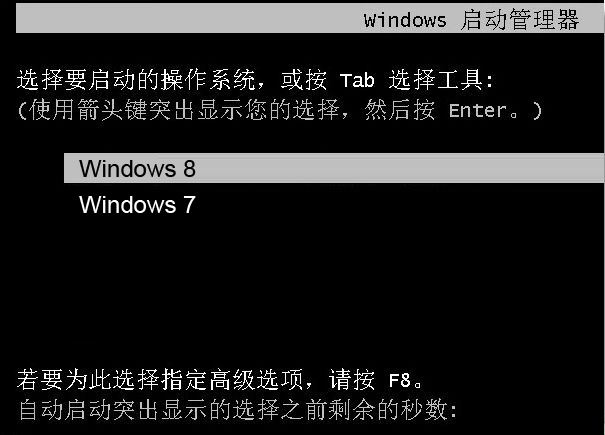 Windows 启动管理器
选择要启动的操作系统，或按 Tab 选择工具:
(使用箭头键突出显示您的选择，然后按 Enter。)
Windows 8
Windows 7
若要为此选择指定高级选项，请按 F8。
自动启动突出显示的选择之前剩余的秒数: